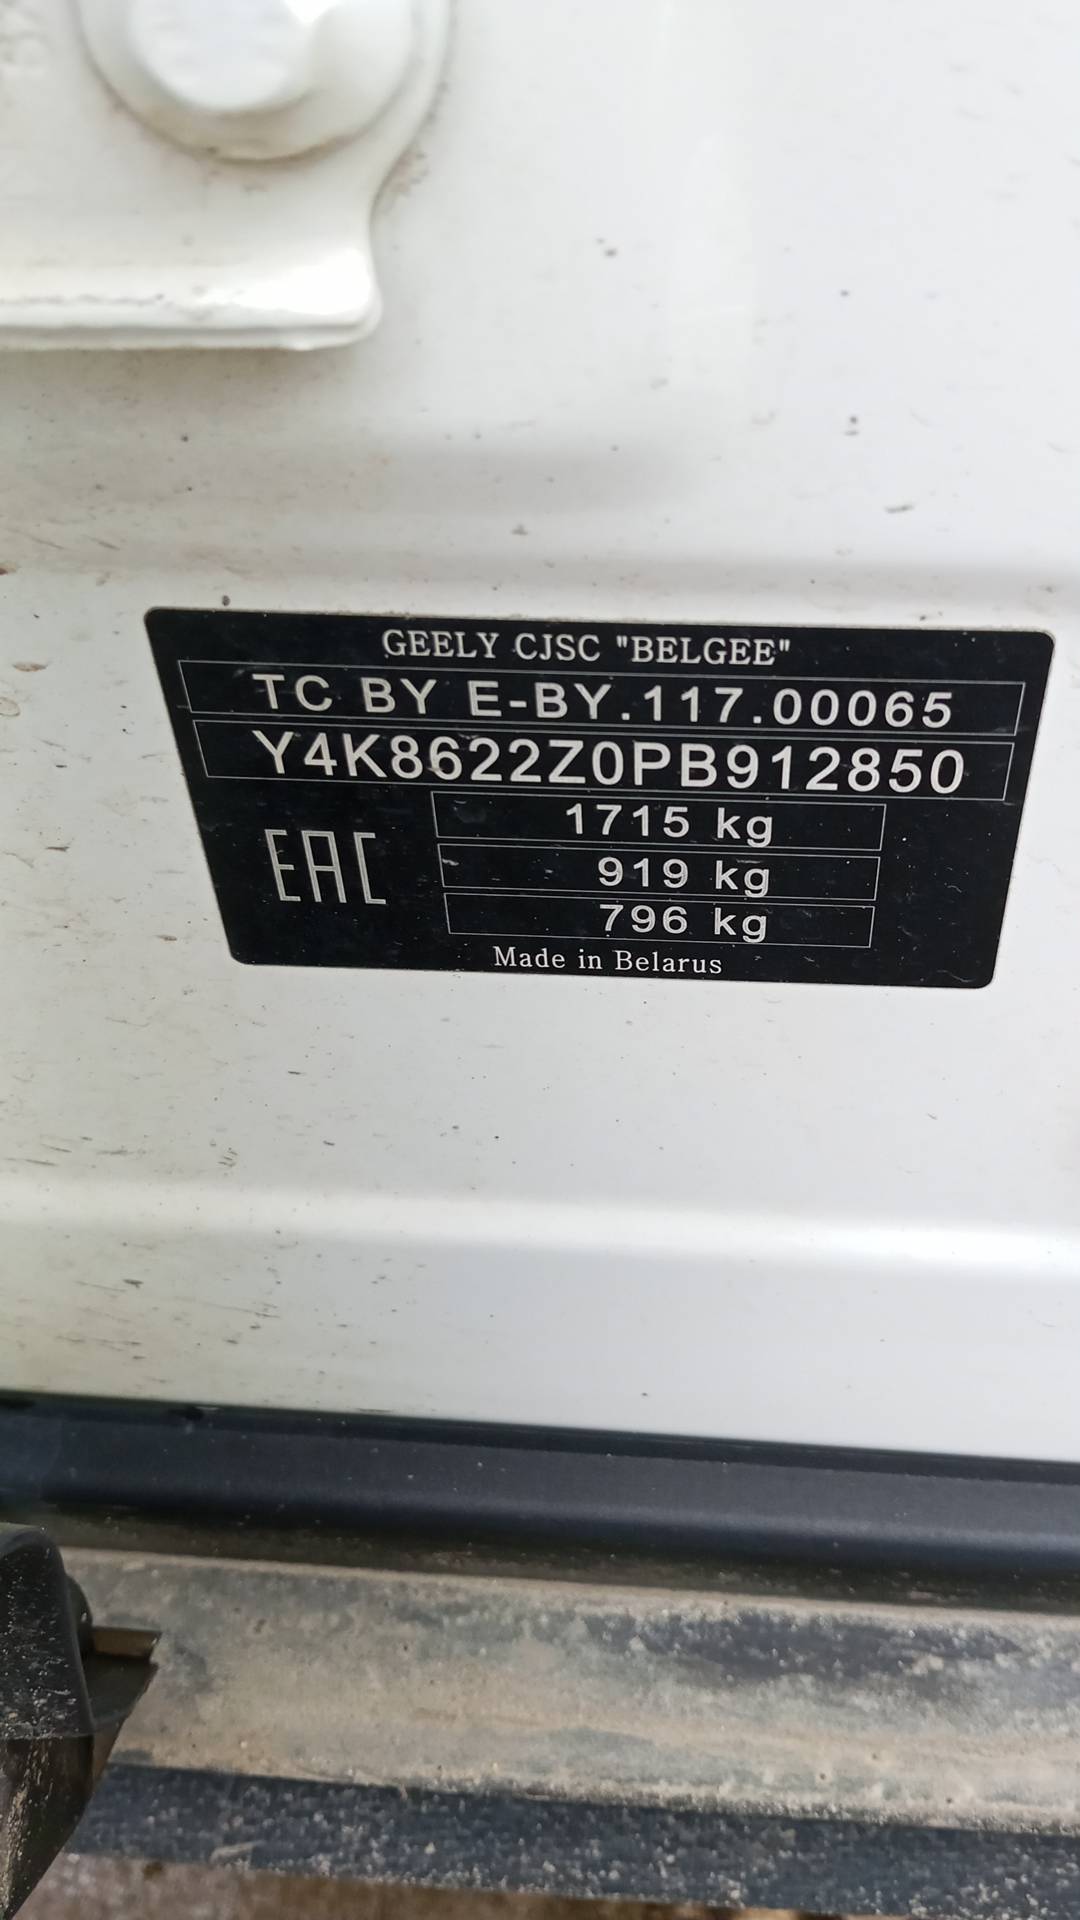 GEELY CJSC "BELGEE"
TC BY E-BY.117.00065
Y4K8622Z0PB912850
1715 kg
EAC
919 kg
796 kg
Made in Belarus